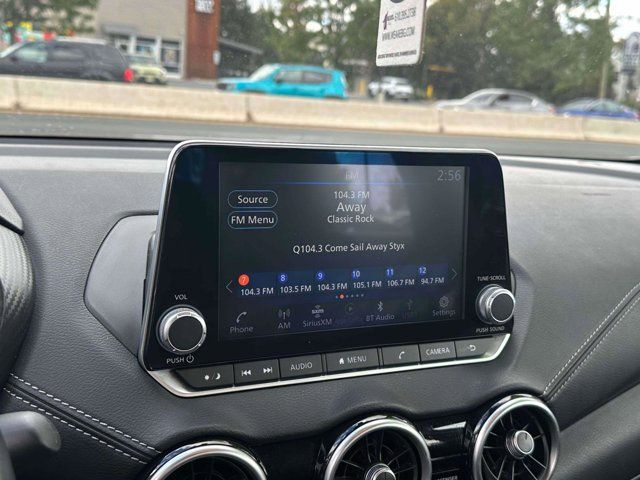 FM
2:56
Source
FM Menu
104.3 FM
Away
Classic Rock
Q104.3 Come Sail Away Styx
7 8 9 10 11 12
104.3 FM 103.5 FM 104.3 FM 105.1 FM 106.7 FM 94.7 FM
Phone AM SiriusXM BT Audio Settings
sxm
VOL
PUSH
TUNE·SCROLL
PUSH SOUND
AUDIO MENU CAMERA